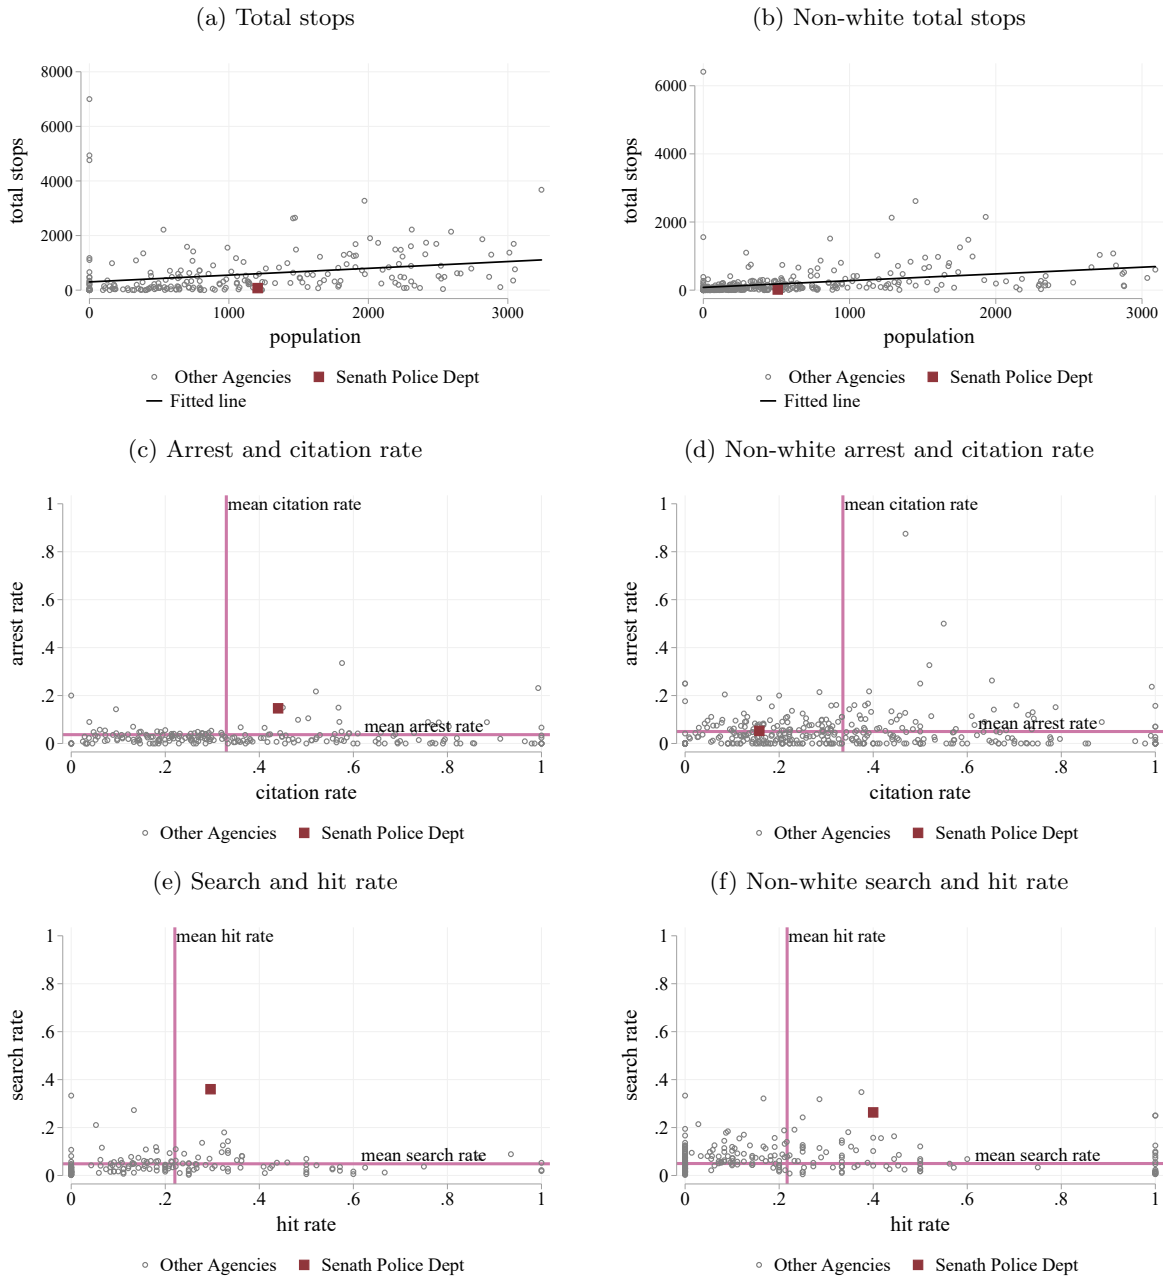 (a) Total stops
8000
6000
4000
2000
0
total stops
0 1000 2000 3000
population
Other Agencies Senath Police Dept
Fitted line
(b) Non-white total stops
6000
4000
2000
0
total stops
0 1000 2000 3000
population
Other Agencies Senath Police Dept
Fitted line
(c) Arrest and citation rate
1
.8
.6
.4
.2
0
arrest rate
mean citation rate
mean arrest rate
0 .2 .4 .6 .8 1
citation rate
Other Agencies Senath Police Dept
(d) Non-white arrest and citation rate
1
.8
.6
.4
.2
0
arrest rate
mean citation rate
mean arrest rate
0 .2 .4 .6 .8 1
citation rate
Other Agencies Senath Police Dept
(e) Search and hit rate
1
.8
.6
.4
.2
0
search rate
mean hit rate
mean search rate
0 .2 .4 .6 .8 1
hit rate
Other Agencies Senath Police Dept
(f) Non-white search and hit rate
1
.8
.6
.4
.2
0
search rate
mean hit rate
mean search rate
0 .2 .4 .6 .8 1
hit rate
Other Agencies Senath Police Dept